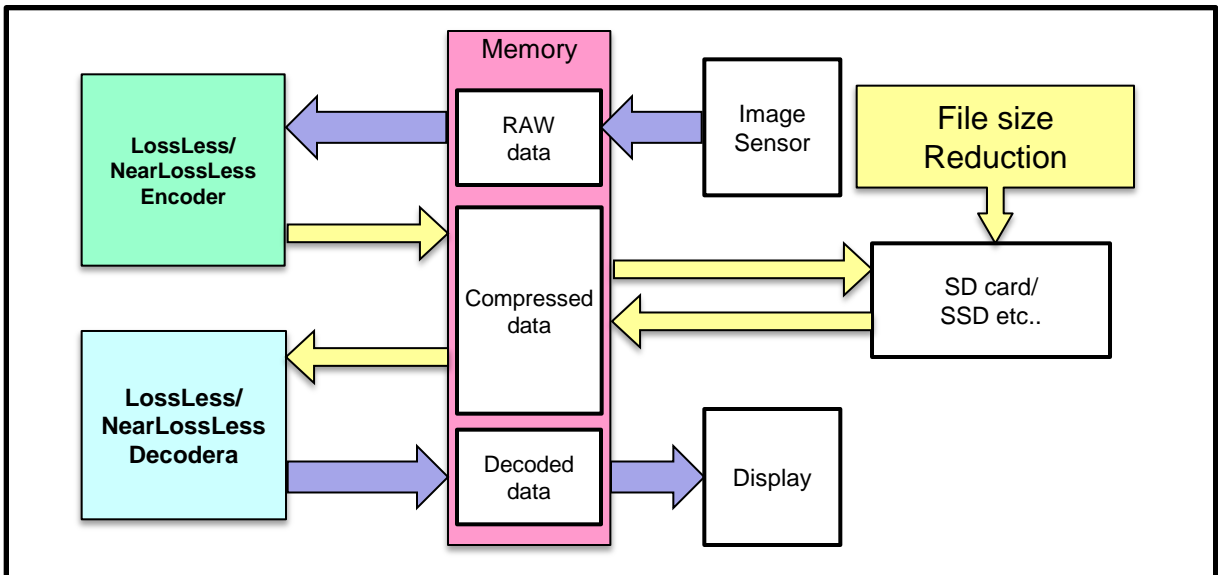 Memory
LossLess/
NearLossLess
Encoder
RAW
data
Image
Sensor
File size
Reduction
Compressed
data
SD card/
SSD etc..
LossLess/
NearLossLess
Decodera
Decoded
data
Display